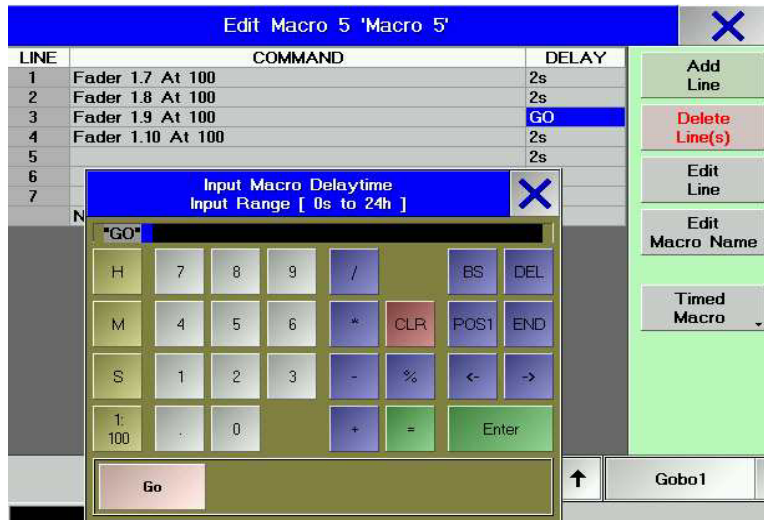 Edit Macro 5 'Macro 5'
LINE COMMAND DELAY
1 Fader 1.7 At 100 2s
2 Fader 1.8 At 100 2s
3 Fader 1.9 At 100 GO
4 Fader 1.10 At 100 2s
5 2s
6
7
N
Add
Line
Delete
Line(s)
Edit
Line
Edit
Macro Name
Timed
Macro
Input Macro Delaytime
Input Range [ 0s to 24h ]
"GO"
H 7 8 9 / BS DEL
M 4 5 6 * CLR POS1 END
S 1 2 3 - % <- ->
1:
100 . 0 + = Enter
Go
Gobo1